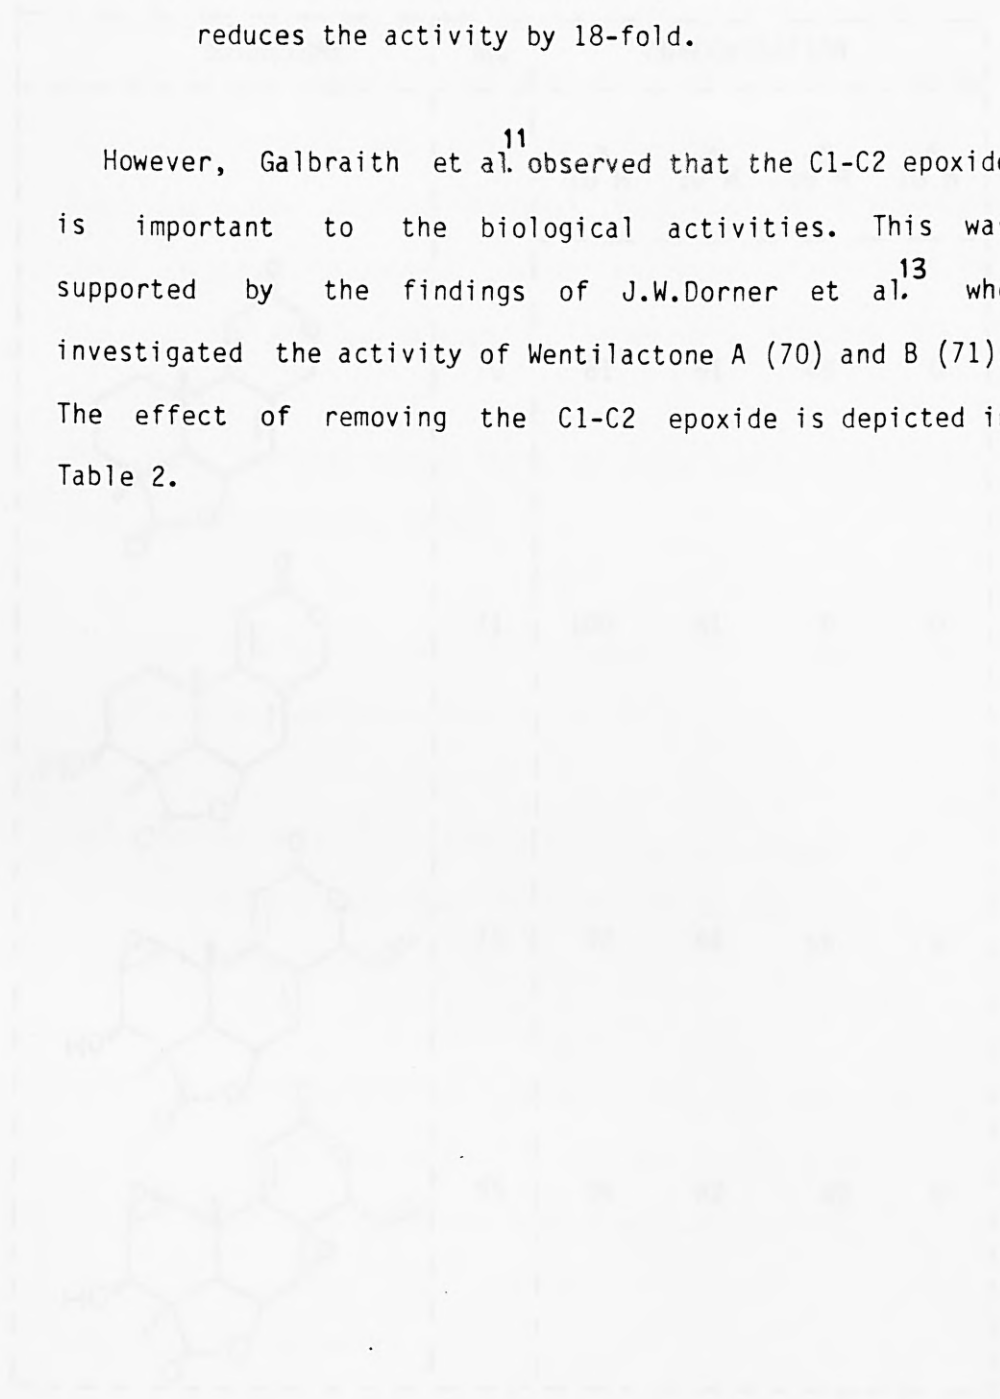 reduces the activity by 18-fold.
However, Galbraith et al.11 observed that the C1-C2 epoxide
is important to the biological activities. This wa
supported by the findings of J.W.Dorner et al.13 wh
investigated the activity of Wentilactone A (70) and B (71)
The effect of removing the C1-C2 epoxide is depicted i
Table 2.